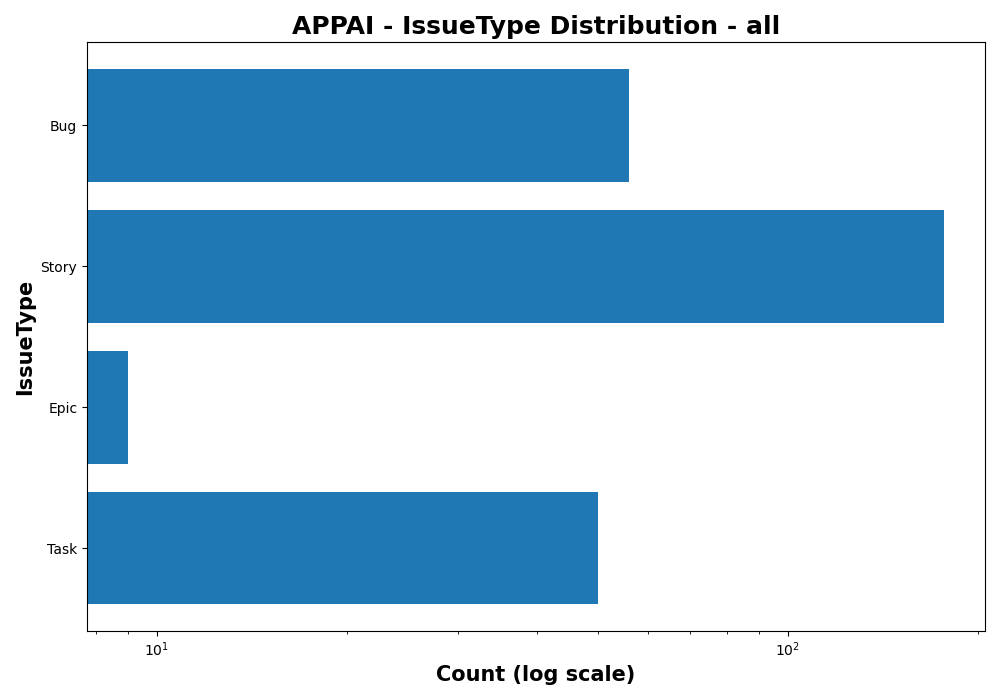 APPAI - IssueType Distribution - all
IssueType
Bug
Story
Epic
Task
10¹
10²
Count (log scale)